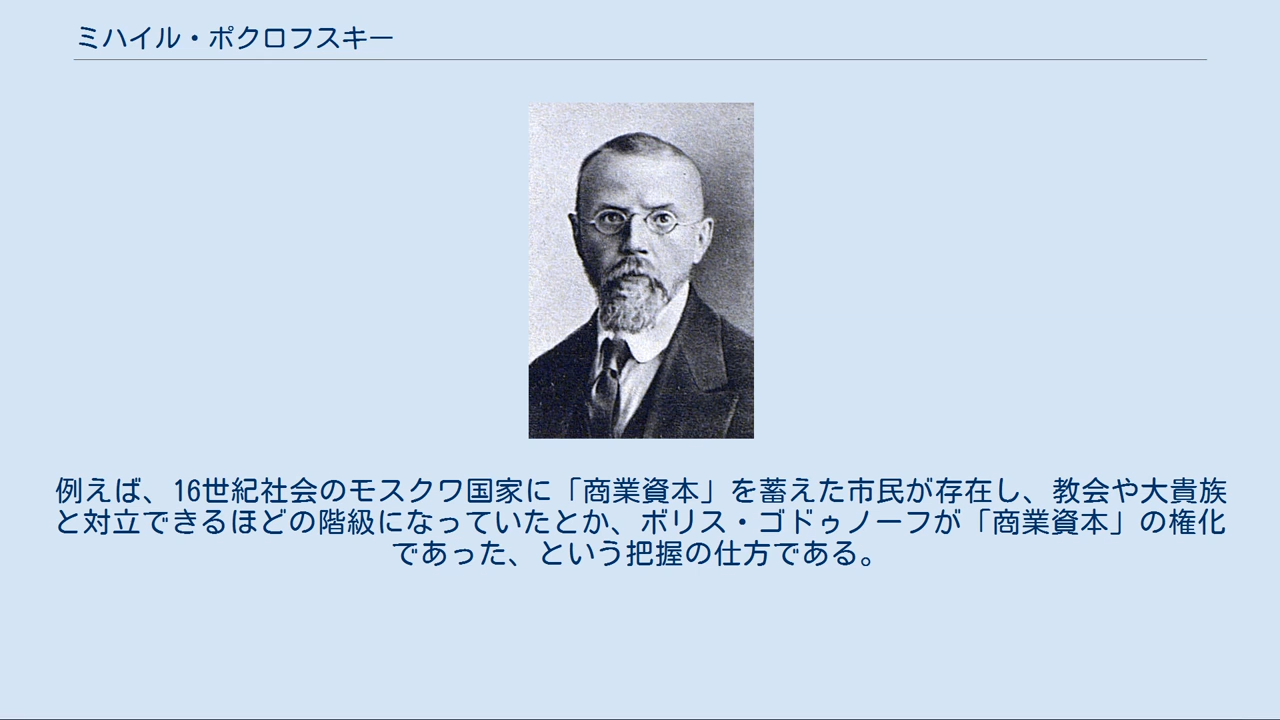 ミハイル・ポクロフスキー
例えば、16世紀社会のモスクワ国家に「商業資本」を蓄えた市民が存在し、教会や大貴族
と対立できるほどの階級になっていたとか、ボリス・ゴドゥノーフが「商業資本」の権化
であった、という把握の仕方である。